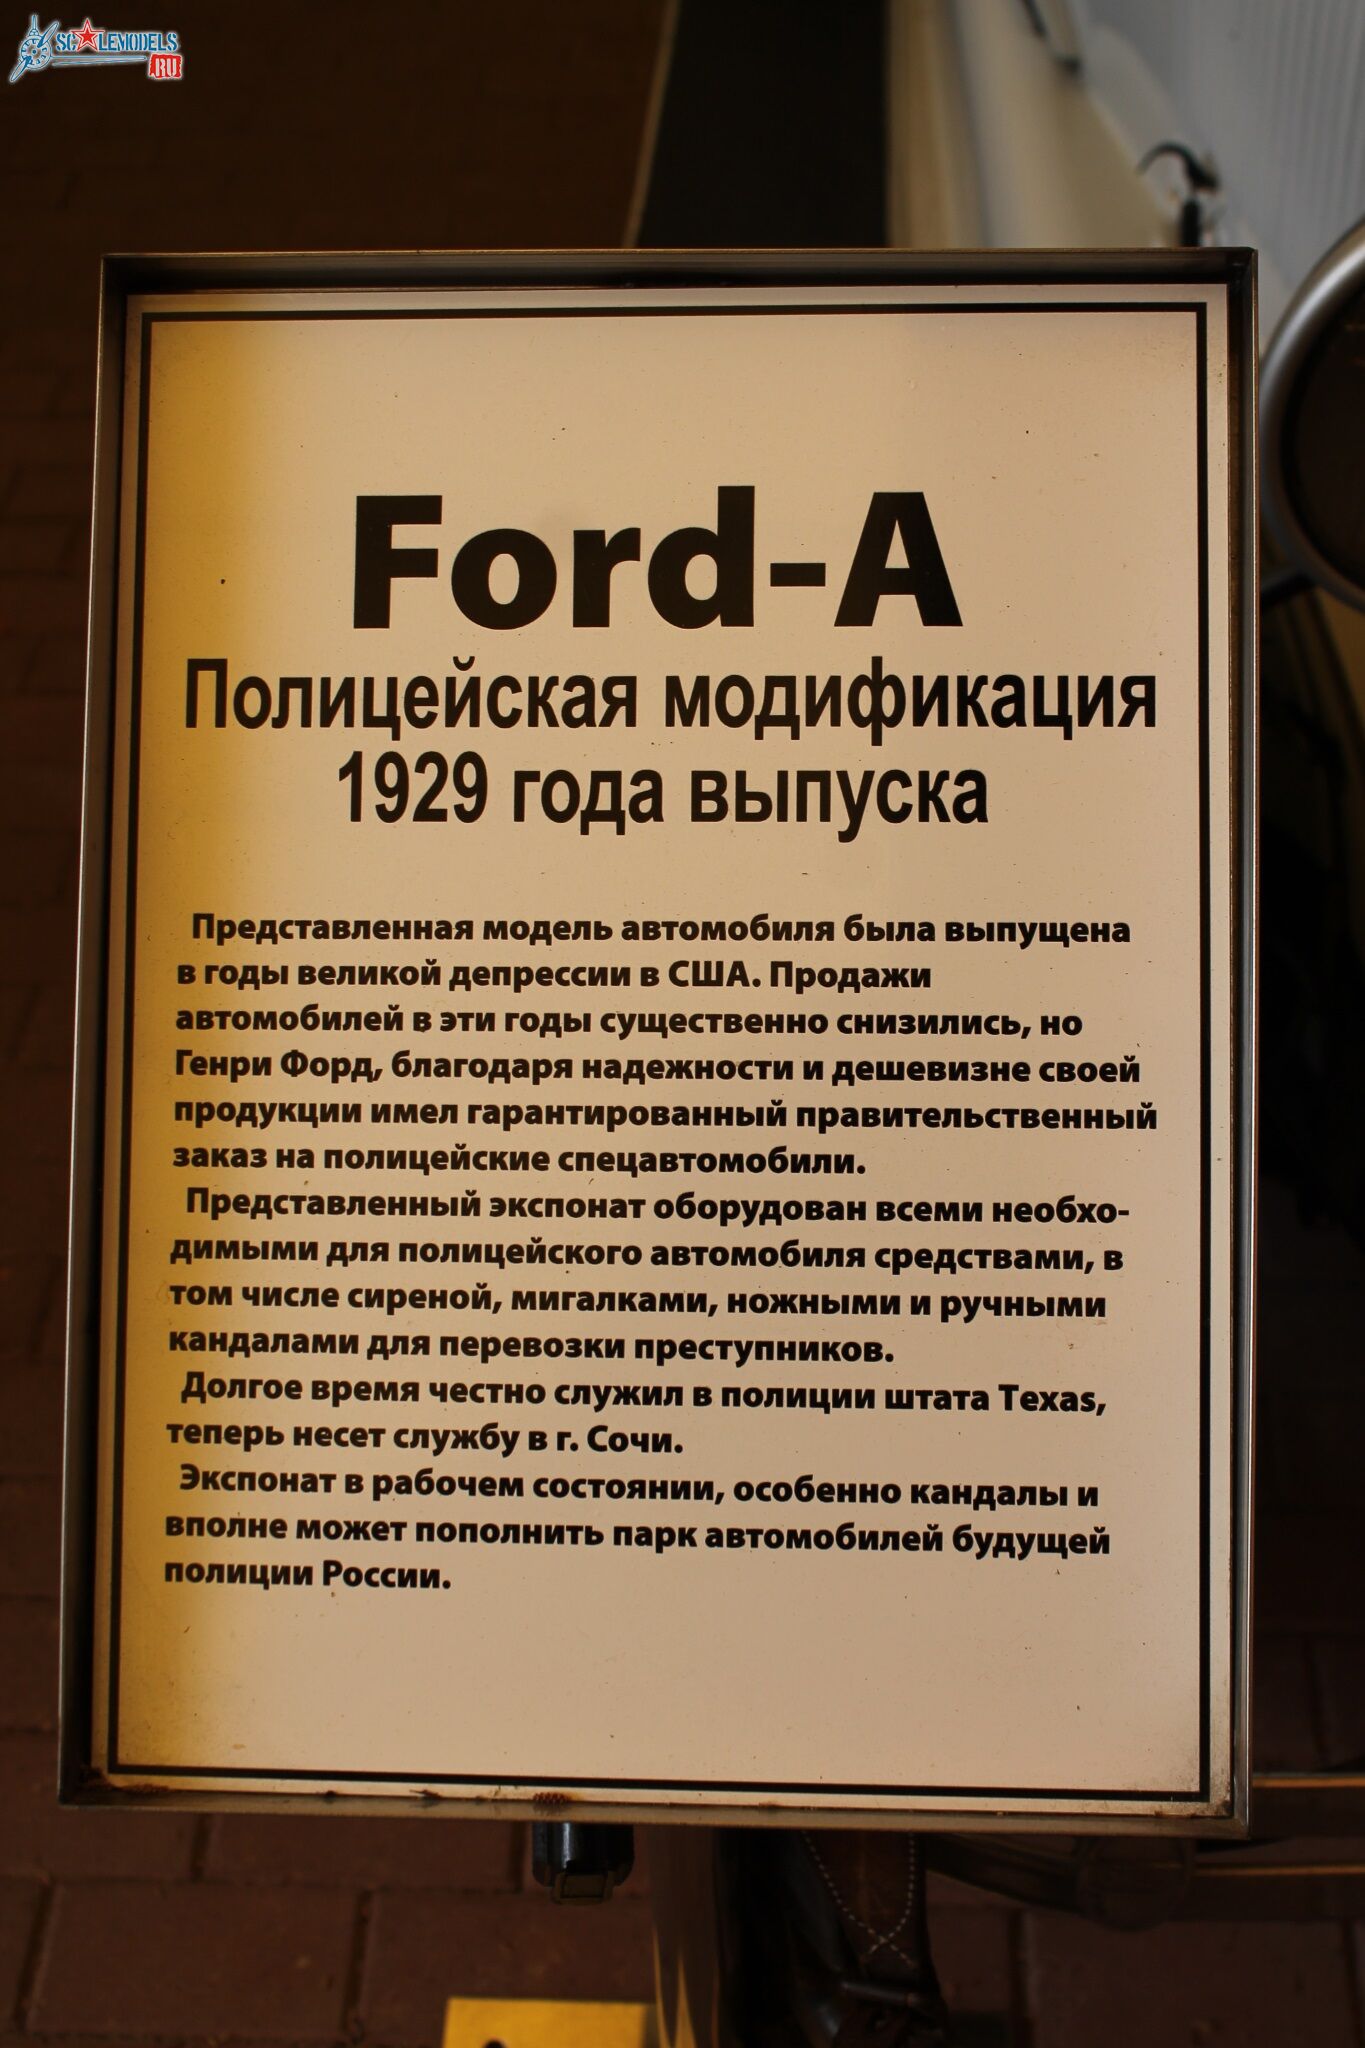 SCALEMODELS
.RU
Ford-A
Полицейская модификация
1929 года выпуска
Представленная модель автомобиля была выпущена
в годы великой депрессии в США. Продажи
автомобилей в эти годы существенно снизились, но
Генри Форд, благодаря надежности и дешевизне своей
продукции имел гарантированный правительственный
заказ на полицейские спецавтомобили.
Представленный экспонат оборудован всеми необхо-
димыми для полицейского автомобиля средствами, в
том числе сиреной, мигалками, ножными и ручными
кандалами для перевозки преступников.
Долгое время честно служил в полиции штата Texas,
теперь несет службу в г. Сочи.
Экспонат в рабочем состоянии, особенно кандалы и
вполне может пополнить парк автомобилей будущей
полиции России.